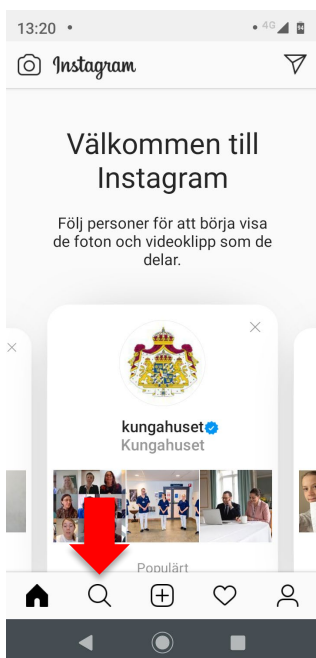 13:20
4G
Instagram
Välkommen till
Instagram
Följ personer för att börja visa
de foton och videoklipp som de
delar.
kungahuset
Kungahuset
Populärt